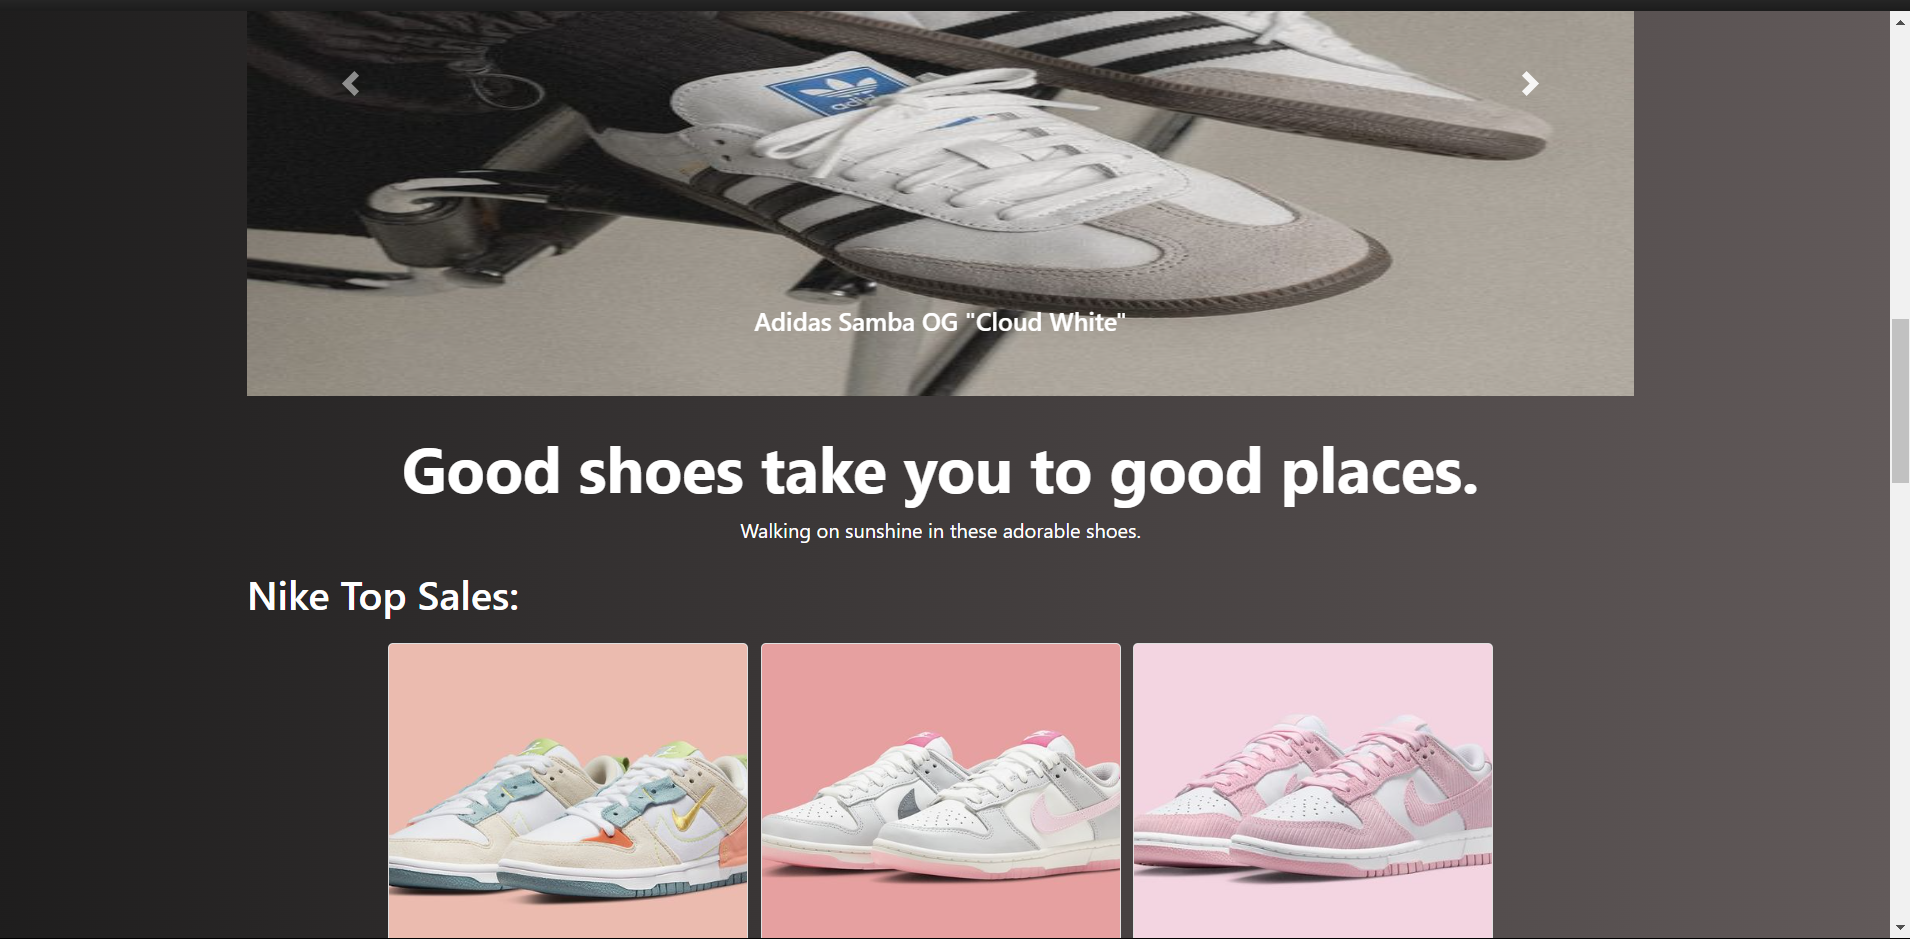 adidas
Adidas Samba OG "Cloud White"
Good shoes take you to good places.
Walking on sunshine in these adorable shoes.
Nike Top Sales: